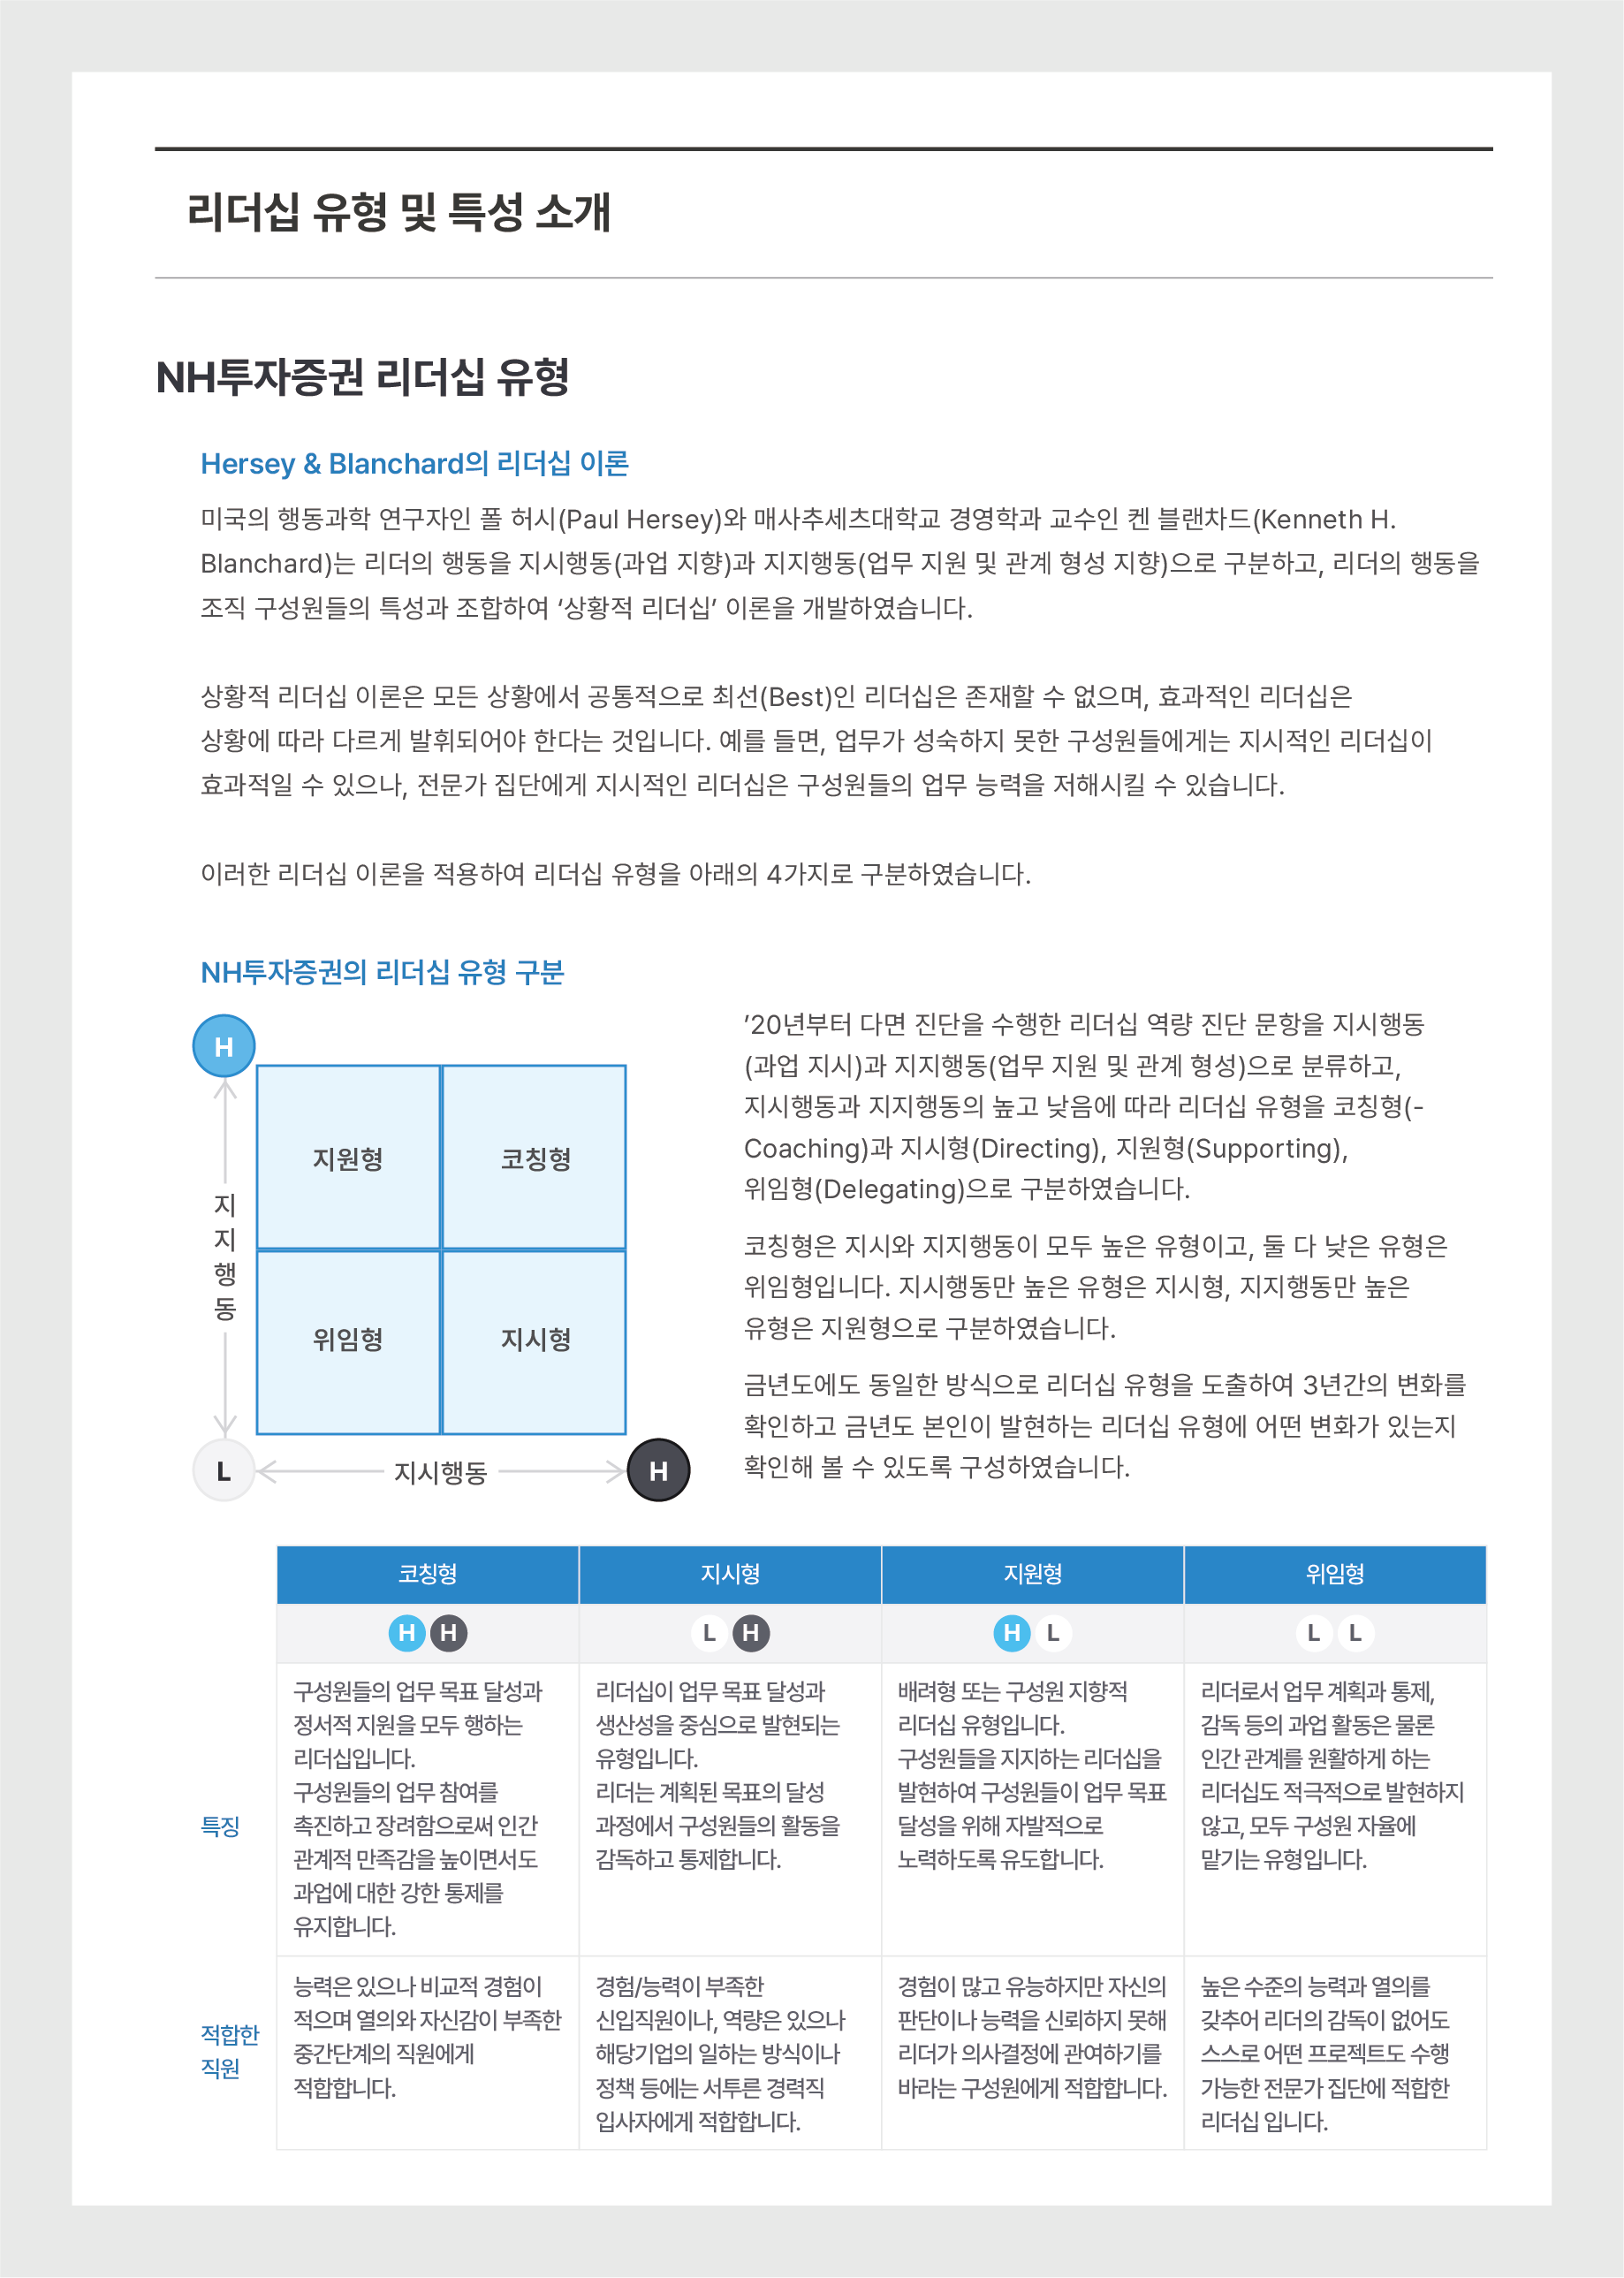 리더십 유형 및 특성 소개
NH투자증권 리더십 유형
Hersey & Blanchard의 리더십 이론
미국의 행동과학 연구자인 폴 허시(Paul Hersey)와 매사추세츠대학교 경영학과 교수인 켄 블랜차드(Kenneth H.
Blanchard)는 리더의 행동을 지시행동(과업 지향)과 지지행동(업무 지원 및 관계 형성 지향)으로 구분하고, 리더의 행동을
조직 구성원들의 특성과 조합하여 ‘상황적 리더십’ 이론을 개발하였습니다.
상황적 리더십 이론은 모든 상황에서 공통적으로 최선(Best)인 리더십은 존재할 수 없으며, 효과적인 리더십은
상황에 따라 다르게 발휘되어야 한다는 것입니다. 예를 들면, 업무가 성숙하지 못한 구성원들에게는 지시적인 리더십이
효과적일 수 있으나, 전문가 집단에게 지시적인 리더십은 구성원들의 업무 능력을 저해시킬 수 있습니다.
이러한 리더십 이론을 적용하여 리더십 유형을 아래의 4가지로 구분하였습니다.
NH투자증권의 리더십 유형 구분
H
지원형
코칭형
지
지
행
동
위임형
지시형
L
지시행동
H
’20년부터 다면 진단을 수행한 리더십 역량 진단 문항을 지시행동
(과업 지시)과 지지행동(업무 지원 및 관계 형성)으로 분류하고,
지시행동과 지지행동의 높고 낮음에 따라 리더십 유형을 코칭형(-
Coaching)과 지시형(Directing), 지원형(Supporting),
위임형(Delegating)으로 구분하였습니다.
코칭형은 지시와 지지행동이 모두 높은 유형이고, 둘 다 낮은 유형은
위임형입니다. 지시행동만 높은 유형은 지시형, 지지행동만 높은
유형은 지원형으로 구분하였습니다.
금년도에도 동일한 방식으로 리더십 유형을 도출하여 3년간의 변화를
확인하고 금년도 본인이 발현하는 리더십 유형에 어떤 변화가 있는지
확인해 볼 수 있도록 구성하였습니다.
코칭형
지시형
지원형
위임형
H H
L H
H L
L L
특징
구성원들의 업무 목표 달성과
정서적 지원을 모두 행하는
리더십입니다.
구성원들의 업무 참여를
촉진하고 장려함으로써 인간
관계적 만족감을 높이면서도
과업에 대한 강한 통제를
유지합니다.
리더십이 업무 목표 달성과
생산성을 중심으로 발현되는
유형입니다.
리더는 계획된 목표의 달성
과정에서 구성원들의 활동을
감독하고 통제합니다.
배려형 또는 구성원 지향적
리더십 유형입니다.
구성원들을 지지하는 리더십을
발현하여 구성원들이 업무 목표
달성을 위해 자발적으로
노력하도록 유도합니다.
리더로서 업무 계획과 통제,
감독 등의 과업 활동은 물론
인간 관계를 원활하게 하는
리더십도 적극적으로 발현하지
않고, 모두 구성원 자율에
맡기는 유형입니다.
적합한
직원
능력은 있으나 비교적 경험이
적으며 열의와 자신감이 부족한
중간단계의 직원에게
적합합니다.
경험/능력이 부족한
신입직원이나, 역량은 있으나
해당기업의 일하는 방식이나
정책 등에는 서투른 경력직
입사자에게 적합합니다.
경험이 많고 유능하지만 자신의
판단이나 능력을 신뢰하지 못해
리더가 의사결정에 관여하기를
바라는 구성원에게 적합합니다.
높은 수준의 능력과 열의를
갖추어 리더의 감독이 없어도
스스로 어떤 프로젝트도 수행
가능한 전문가 집단에 적합한
리더십 입니다.